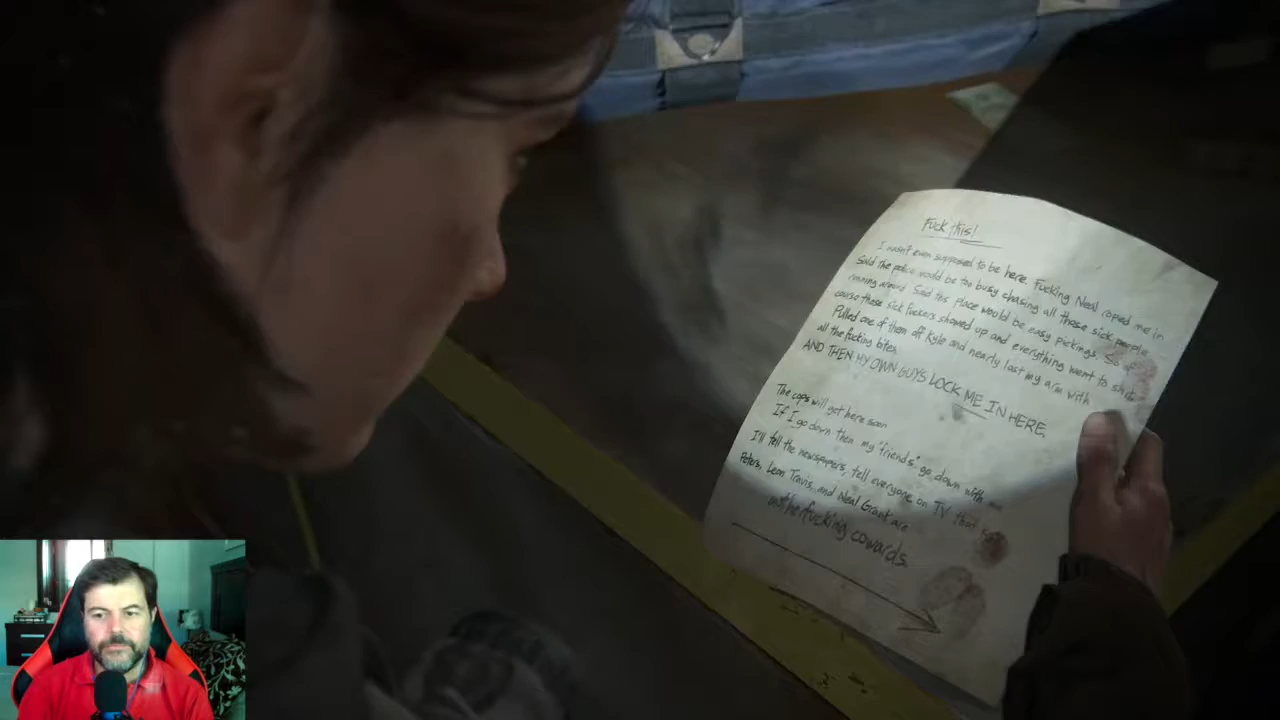 Fuck this!
I wasn't even supposed to be here. Fucking Neal roped me in
Said the police would be too busy chasing all those sick people
running around. Said this place would be easy pickings. So of
course those sick fuckers showed up and everything went to shit.
Pulled one of them off Kyle and nearly lost my arm with
all the fucking bites.
AND THEN MY OWN GUYS LOCK ME IN HERE.
The cops will get here soon
If I go down then my "friends" go down with me
I'll tell the newspapers, tell everyone on TV that
Peters, Leon Travis, and Neal Grant are
motherfucking cowards.